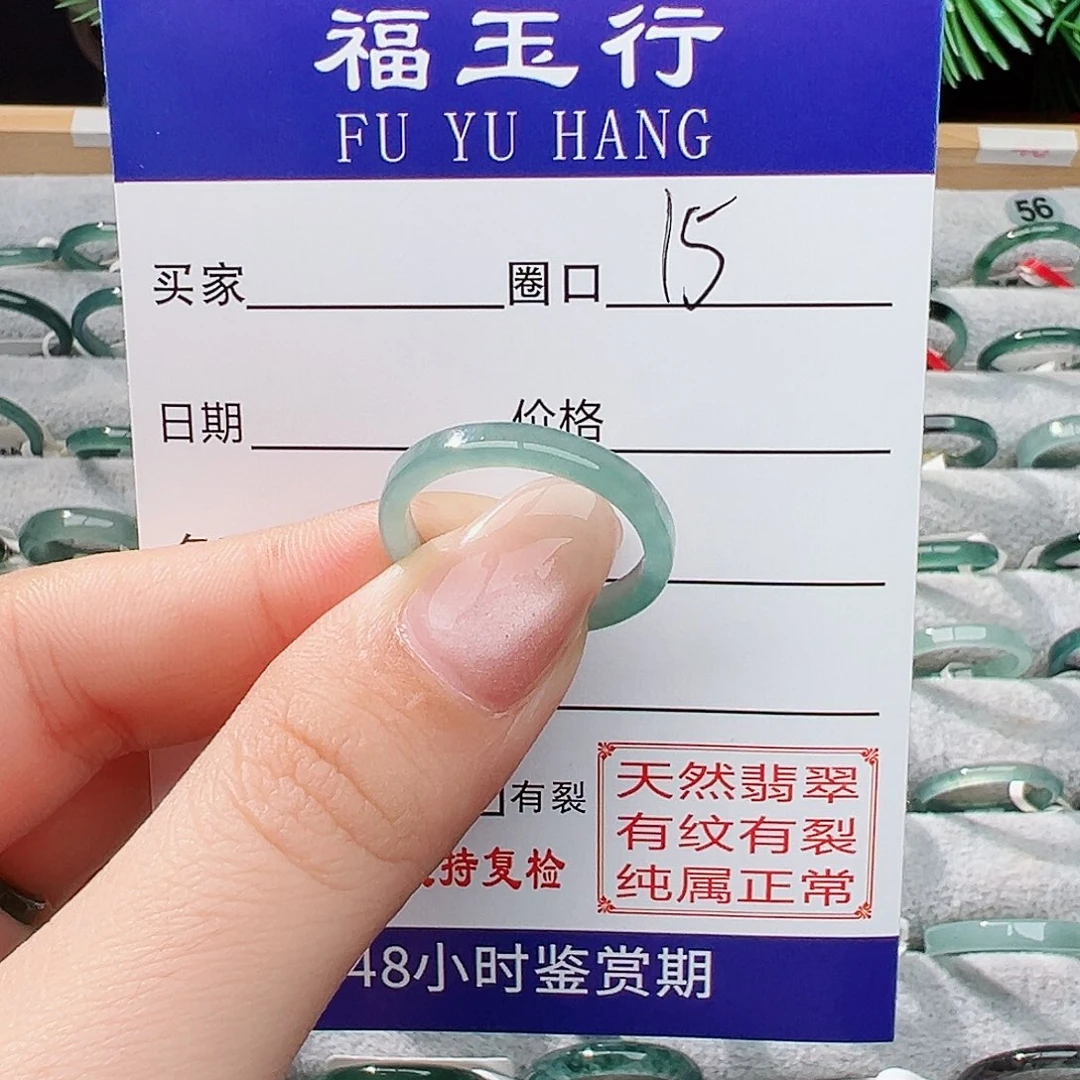 福玉行
FU YU HANG
买家 圈口 15
日期 价格
有裂
天然翡翠
有纹有裂
纯属正常
持复检
48小时鉴赏期
56